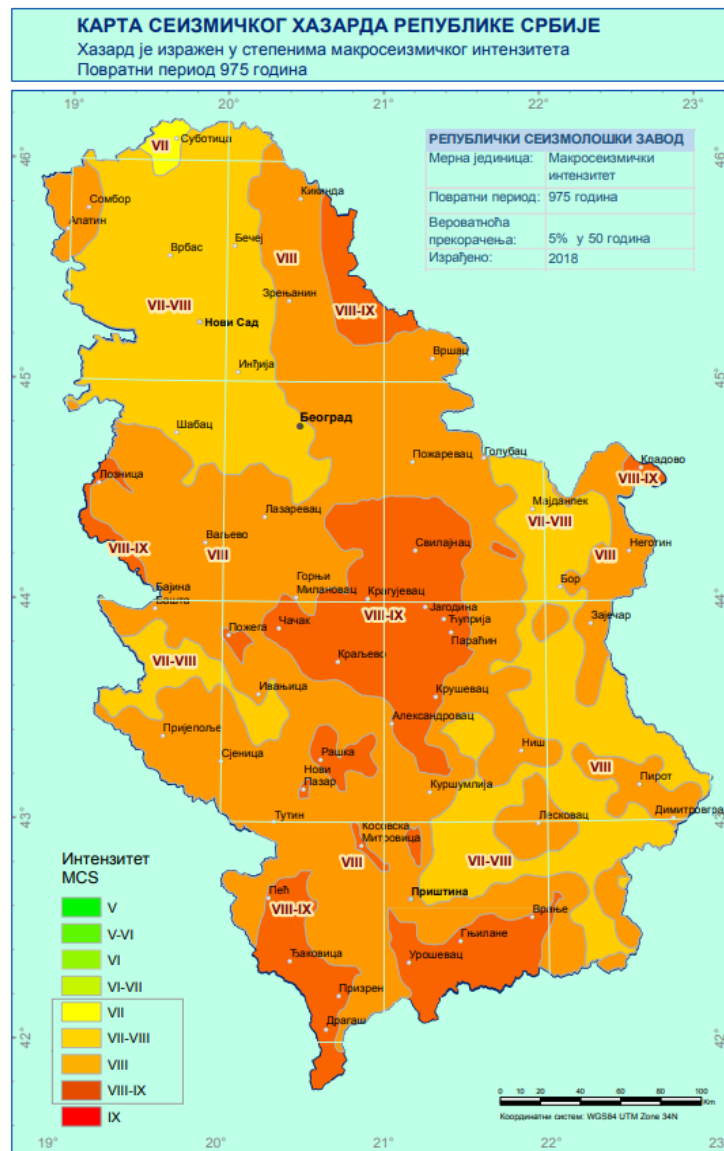 КАРТА СЕИЗМИЧКОГ ХАЗАРДА РЕПУБЛИКЕ СРБИЈЕ
Хазард је изражен у степенима макросеизмичког интензитета
Повратни период 975 година
19° 20° 21° 22° 23°
46° 46°
45° 45°
44° 44°
43° 43°
42° 42°
19° 20° 21° 22° 23°
РЕПУБЛИЧКИ СЕИЗМОЛОШКИ ЗАВОД
Мерна јединица: Макросеизмички
интензитет
Повратни период: 975 година
Вероватноћа
прекорачења: 5% у 50 година
Израђено: 2018
VII
Суботица
Сомбор
Кикинда
Апатин
Врбас
Бечеј
VIII
Зрењанин
VII-VIII
VIII-IX
Нови Сад
Вршац
Инђија
Београд
Шабац
Пожаревац
Голубац
Кладово
VIII-IX
Лозница
Мајданпек
VII-VIII
Лазаревац
Ваљево
VIII
VIII-IX
Свилајнац
Неготин
VIII
Бајина
Башта
Горњи
Милановац
Крагујевац
VIII-IX
Јагодина
Ћуприја
Параћин
Бор
Зајечар
Пожега
Чачак
VII-VIII
Краљево
Ивањица
Крушевац
Александровац
Пријепоље
Сјеница
Рашка
Нови
Пазар
Ниш
VIII
Куршумлија
Пирот
Тутин
Лесковац
Димитровгра
Косовска
Митровица
VIII
VII-VIII
Приштина
Пећ
VIII-IX
Врање
Гњилане
Ђаковица
Урошевац
Призрен
Драгаш
Интензитет
MCS
V
V-VI
VI
VI-VII
VII
VII-VIII
VIII
VIII-IX
IX
0 10 20 40 60 80 100
Km
Координатни систем: WGS84 UTM Zone 34N